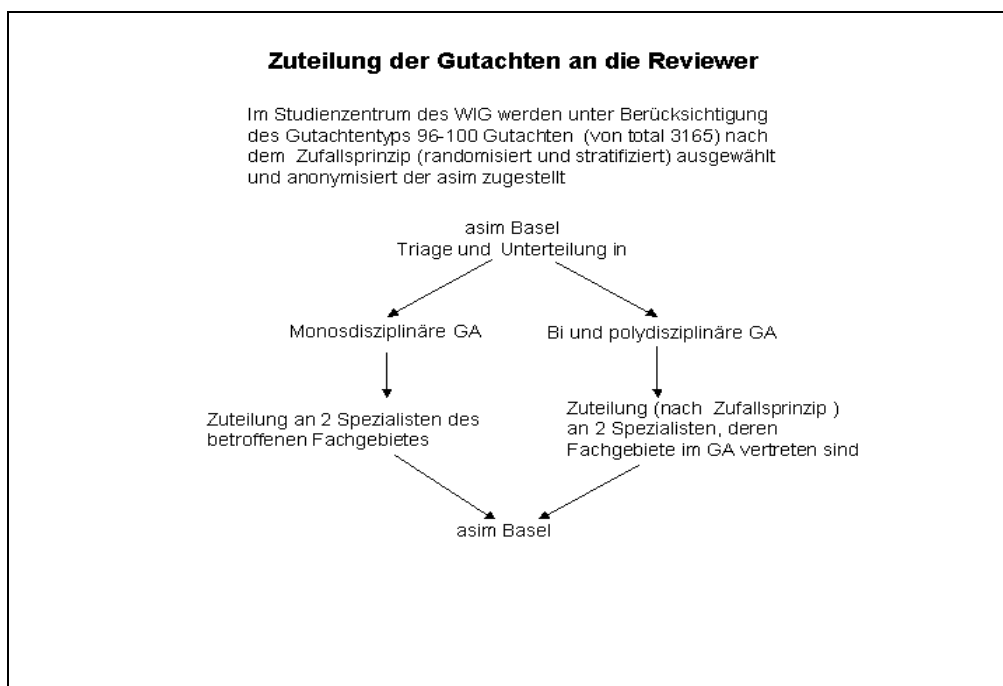 Zuteilung der Gutachten an die Reviewer
Im Studienzentrum des WIG werden unter Berücksichtigung
des Gutachtentyps 96-100 Gutachten (von total 3165) nach
dem Zufallsprinzip (randomisiert und stratifiziert) ausgewählt
und anonymisiert der asim zugestellt
asim Basel
Triage und Unterteilung in
Monosdisziplinäre GA
Bi und polydisziplinäre GA
Zuteilung an 2 Spezialisten des
betroffenen Fachgebietes
Zuteilung (nach Zufallsprinzip )
an 2 Spezialisten, deren
Fachgebiete im GA vertreten sind
asim Basel